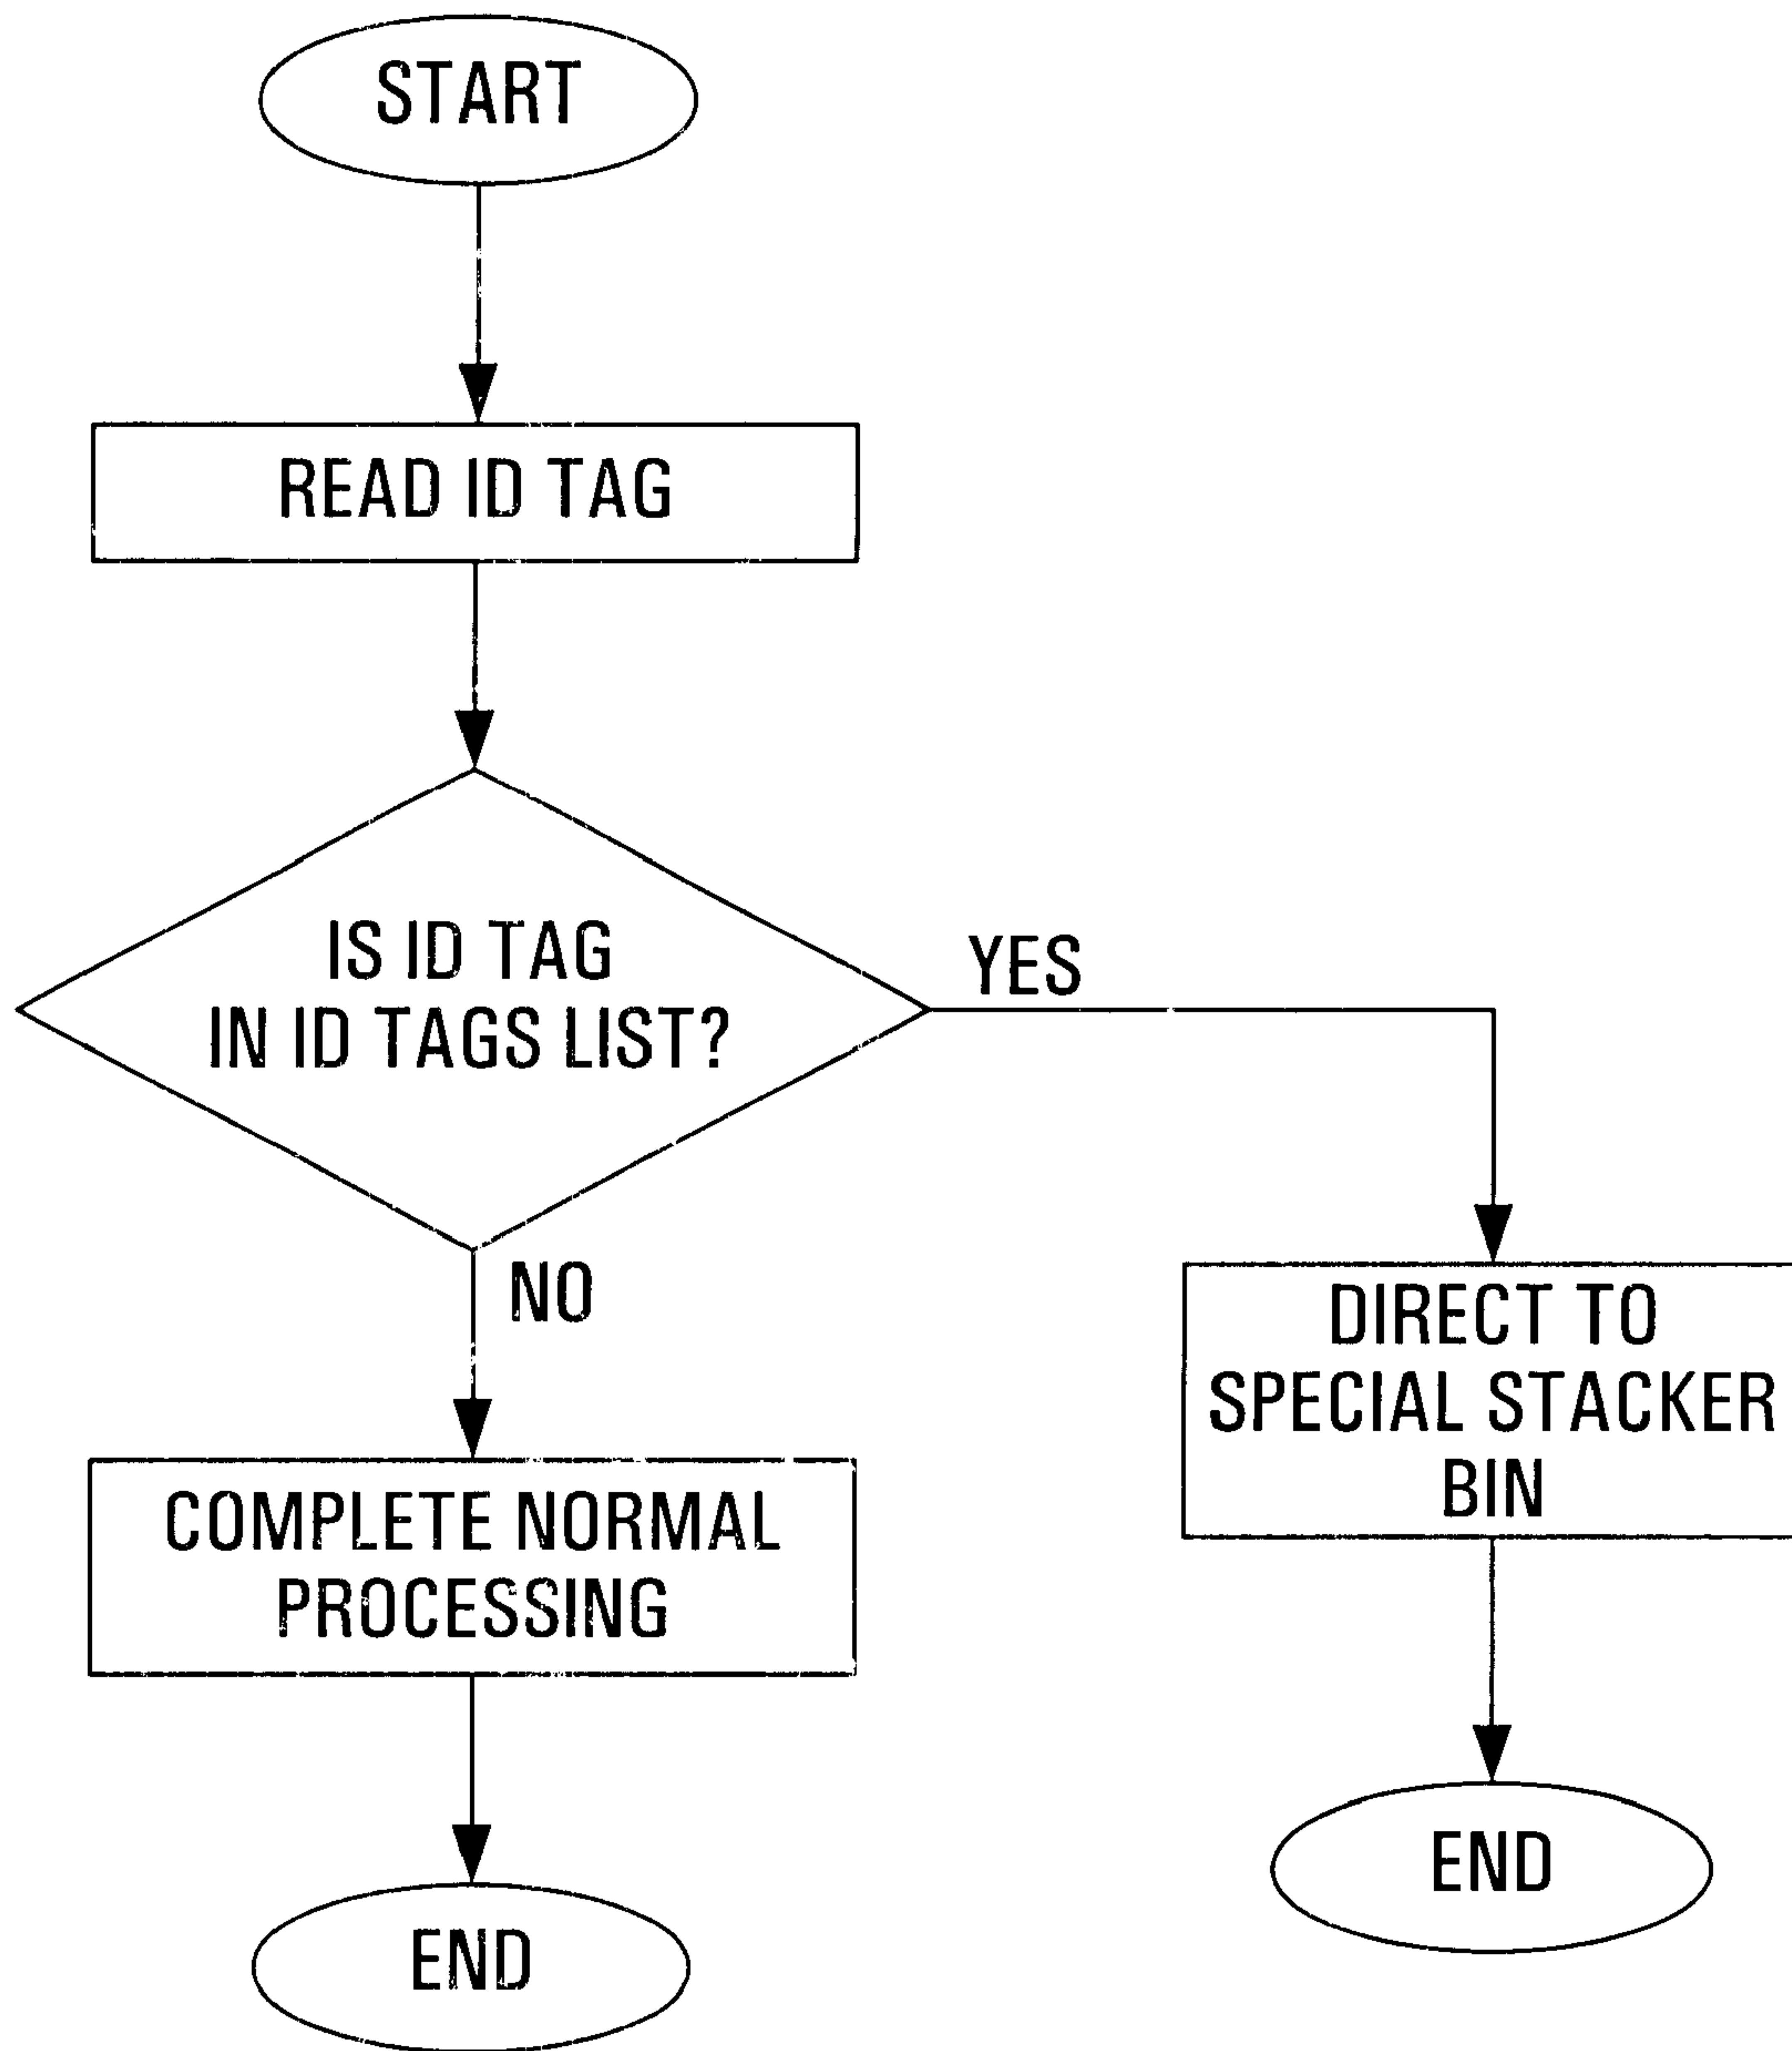 START
READ ID TAG
IS ID TAG
IN ID TAGS LIST?
YES
NO
DIRECT TO
SPECIAL STACKER
BIN
COMPLETE NORMAL
PROCESSING
END
END